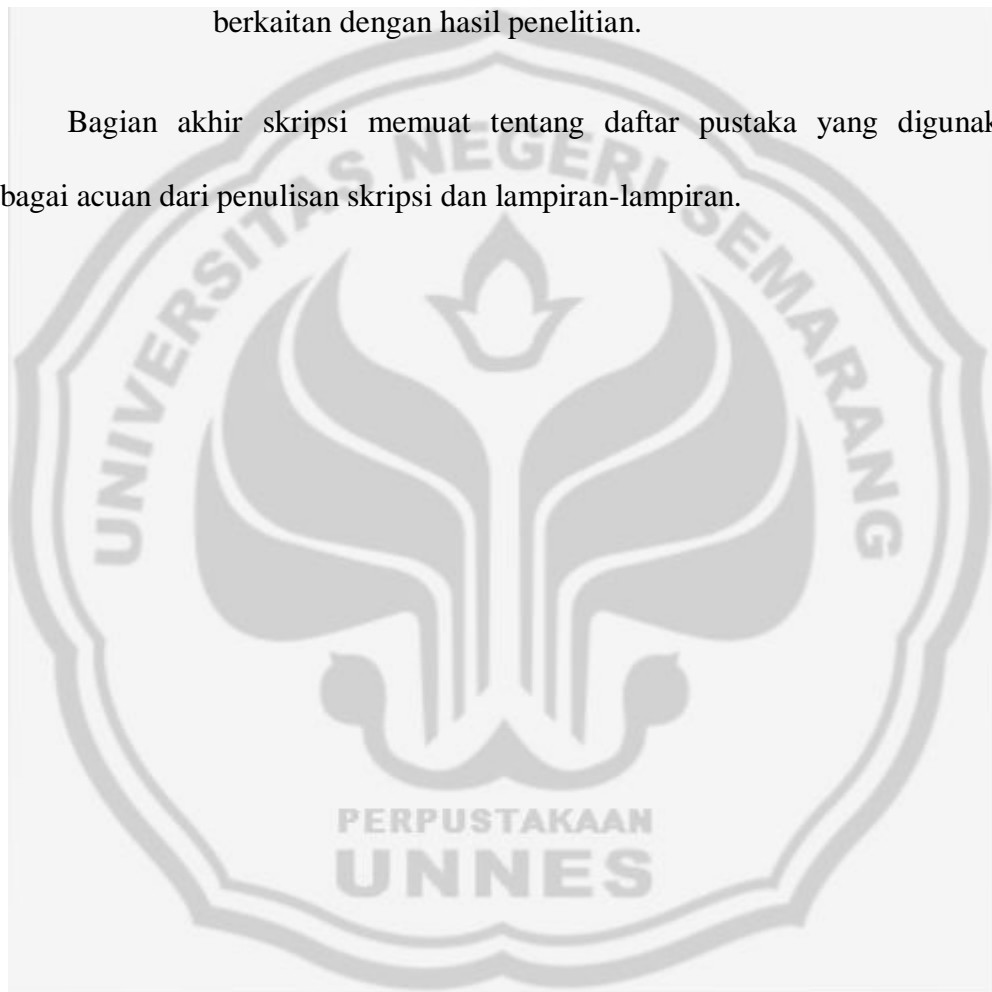 berkaitan dengan hasil penelitian.
Bagian akhir skripsi memuat tentang daftar pustaka yang digunak
bagai acuan dari penulisan skripsi dan lampiran-lampiran.
UNIVERSITAS NEGERI SEMARANG
PERPUSTAKAAN
UNNES